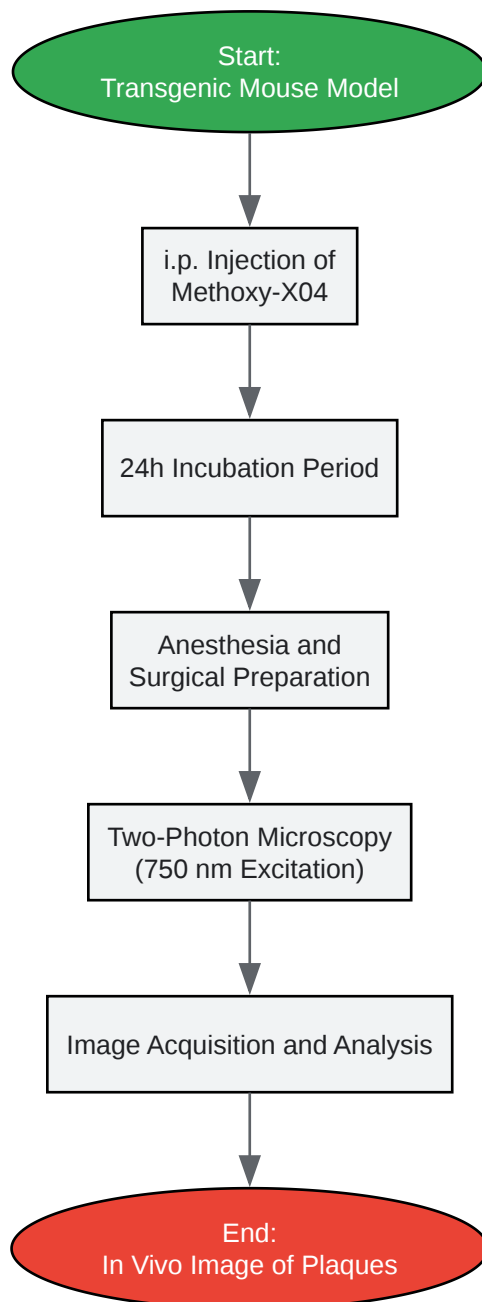 Start:
Transgenic Mouse Model
i.p. Injection of
Methoxy-X04
24h Incubation Period
Anesthesia and
Surgical Preparation
Two-Photon Microscopy
(750 nm Excitation)
Image Acquisition and Analysis
End:
In Vivo Image of Plaques